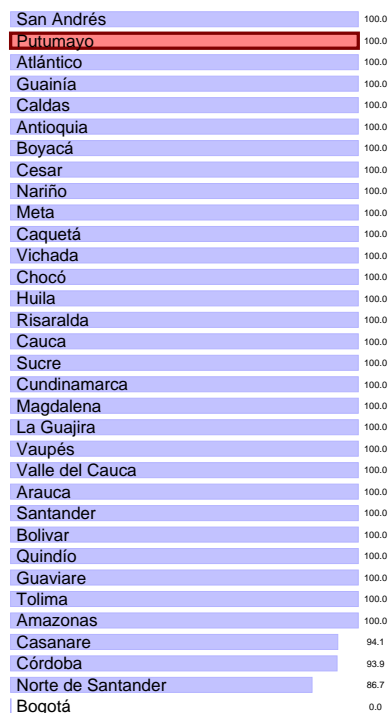 San Andrés 100.0
Putumayo 100.0
Atlántico 100.0
Guainía 100.0
Caldas 100.0
Antioquia 100.0
Boyacá 100.0
Cesar 100.0
Nariño 100.0
Meta 100.0
Caquetá 100.0
Vichada 100.0
Chocó 100.0
Huila 100.0
Risaralda 100.0
Cauca 100.0
Sucre 100.0
Cundinamarca 100.0
Magdalena 100.0
La Guajira 100.0
Vaupés 100.0
Valle del Cauca 100.0
Arauca 100.0
Santander 100.0
Bolivar 100.0
Quindío 100.0
Guaviare 100.0
Tolima 100.0
Amazonas 100.0
Casanare 94.1
Córdoba 93.9
Norte de Santander 86.7
Bogotá 0.0